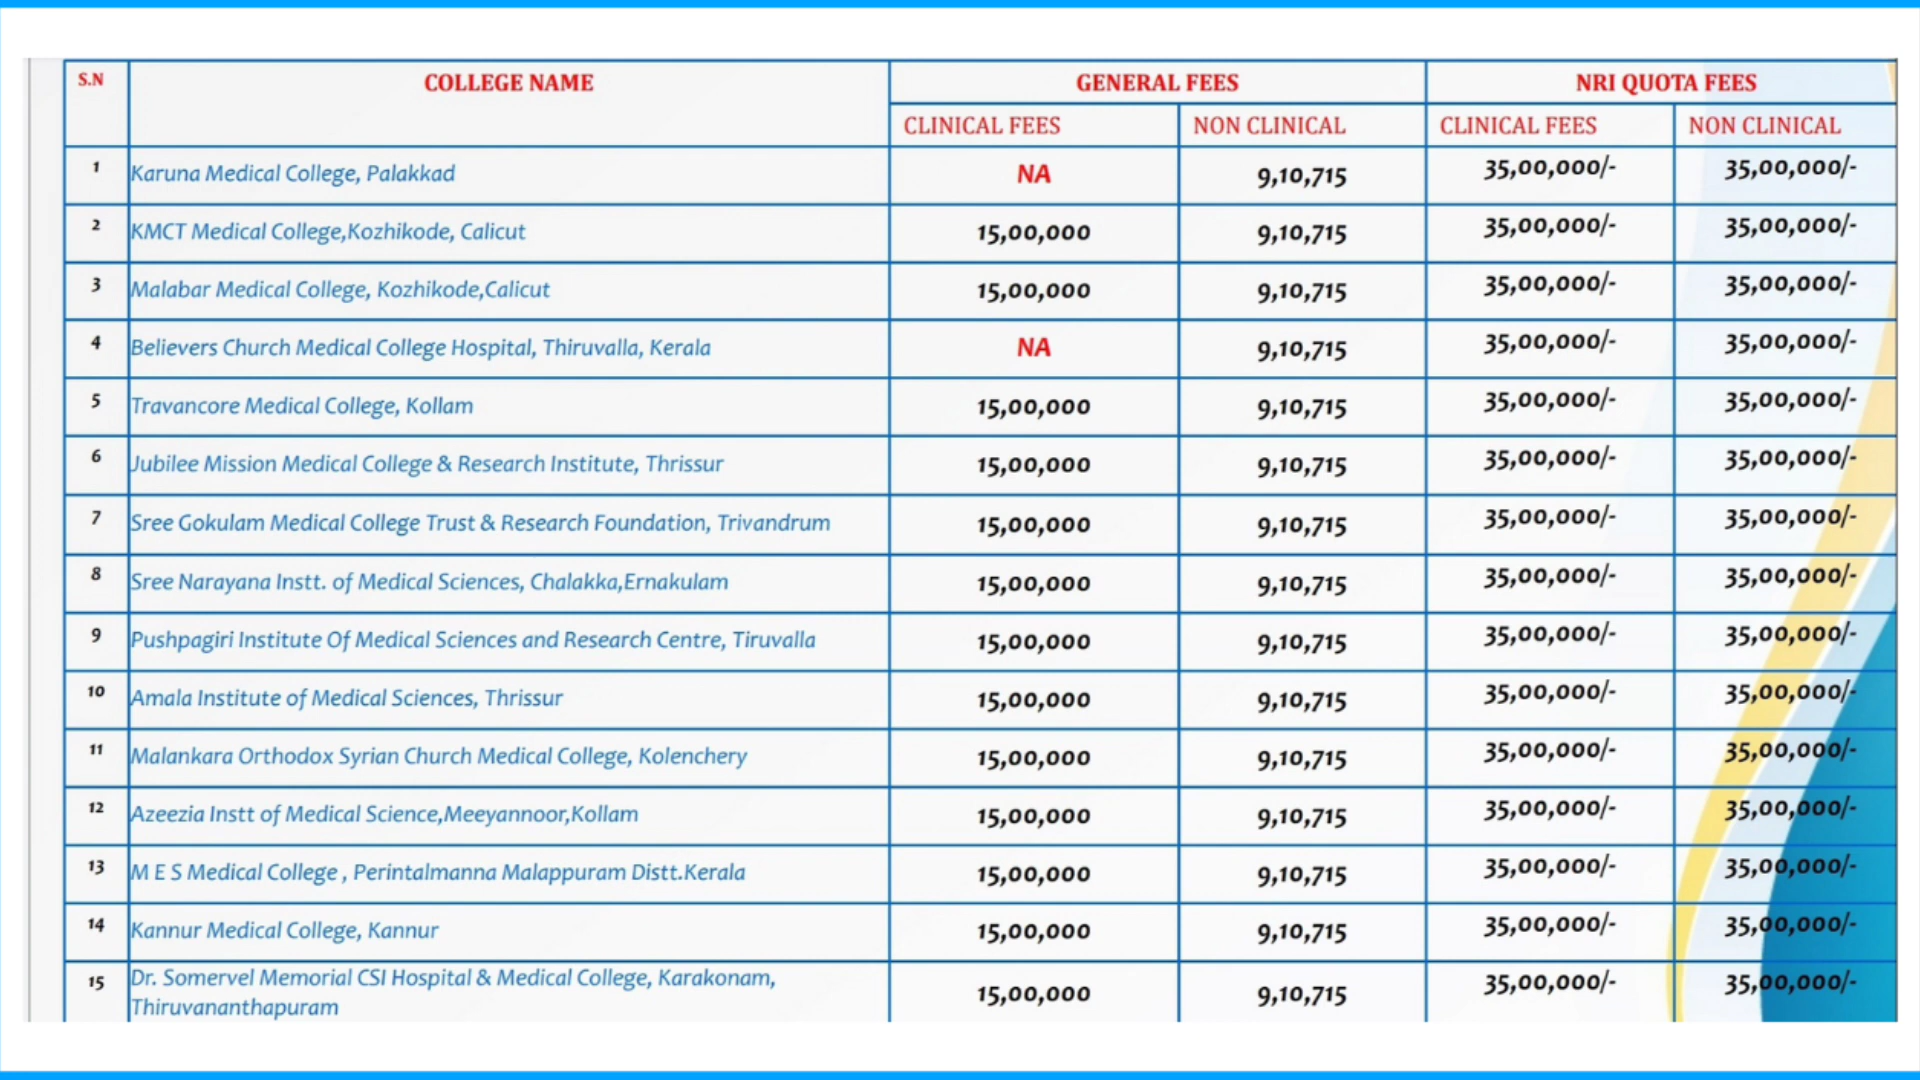 S.N COLLEGE NAME GENERAL FEES NRI QUOTA FEES
CLINICAL FEES NON CLINICAL CLINICAL FEES NON CLINICAL
1 Karuna Medical College, Palakkad NA 9,10,715 35,00,000/- 35,00,000/-
2 KMCT Medical College,Kozhikode, Calicut 15,00,000 9,10,715 35,00,000/- 35,00,000/-
3 Malabar Medical College, Kozhikode,Calicut 15,00,000 9,10,715 35,00,000/- 35,00,000/-
4 Believers Church Medical College Hospital, Thiruvalla, Kerala NA 9,10,715 35,00,000/- 35,00,000/-
5 Travancore Medical College, Kollam 15,00,000 9,10,715 35,00,000/- 35,00,000/-
6 Jubilee Mission Medical College & Research Institute, Thrissur 15,00,000 9,10,715 35,00,000/- 35,00,000/-
7 Sree Gokulam Medical College Trust & Research Foundation, Trivandrum 15,00,000 9,10,715 35,00,000/- 35,00,000/-
8 Sree Narayana Instt. of Medical Sciences, Chalakka,Ernakulam 15,00,000 9,10,715 35,00,000/- 35,00,000/-
9 Pushpagiri Institute Of Medical Sciences and Research Centre, Tiruvalla 15,00,000 9,10,715 35,00,000/- 35,00,000/-
10 Amala Institute of Medical Sciences, Thrissur 15,00,000 9,10,715 35,00,000/- 35,00,000/-
11 Malankara Orthodox Syrian Church Medical College, Kolenchery 15,00,000 9,10,715 35,00,000/- 35,00,000/-
12 Azeezia Instt of Medical Science,Meeyannoor,Kollam 15,00,000 9,10,715 35,00,000/- 35,00,000/-
13 M E S Medical College , Perintalmanna Malappuram Distt.Kerala 15,00,000 9,10,715 35,00,000/- 35,00,000/-
14 Kannur Medical College, Kannur 15,00,000 9,10,715 35,00,000/- 35,00,000/-
15 Dr. Somervel Memorial CSI Hospital & Medical College, Karakonam, 15,00,000 9,10,715 35,00,000/- 35,00,000/-
Thiruvananthapuram